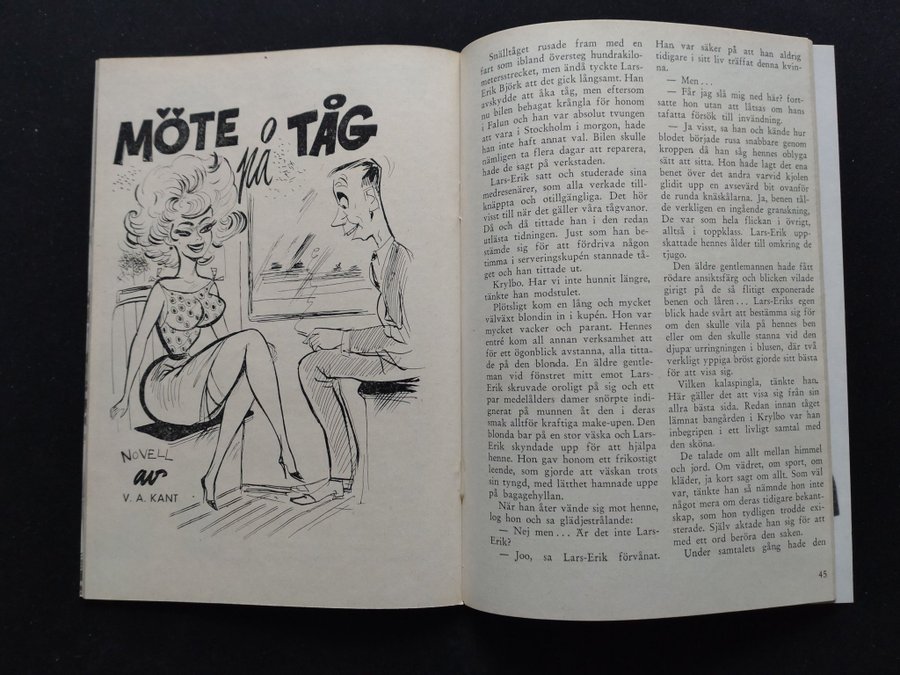 MÖTE på TÅG
NOVELL
av
V. A. KANT
Snälltåget rusade fram med en
fart som ibland översteg hundrakilo-
metersstrecket, men ändå tyckte Lars-
Erik Björk att det gick långsamt. Han
avskydde att åka tåg, men eftersom
nu bilen behagat krångla för honom
i Falun och han var absolut tvungen
att vara i Stockholm i morgon, hade
han inte haft annat val. Bilen skulle
nämligen ta flera dagar att reparera,
hade de sagt på verkstaden.
Lars-Erik satt och studerade sina
medresenärer, som alla verkade till-
knäppta och otillgängliga. Det hör
visst till när det gäller våra tågvanor.
Då och då tittade han i den redan
utlästa tidningen. Just som han be-
stämde sig för att fördriva någon
timma i serveringskupén stannade tå-
get och han tittade ut.
Krylbo. Har vi inte hunnit längre,
tänkte han modstulet.
Plötsligt kom en lång och mycket
välväxt blondin in i kupén. Hon var
mycket vacker och parant. Hennes
entré kom all annan verksamhet att
för ett ögonblick avstanna, alla titta-
de på den blonda. En äldre gentle-
man vid fönstret mitt emot Lars-
Erik skruvade oroligt på sig och ett
par medelålders damer snörpte indi-
gnerat på munnen åt den i deras
smak alltför kraftiga make-upen. Den
blonda bar på en stor väska och Lars-
Erik skyndade upp för att hjälpa
henne. Hon gav honom ett frikostigt
leende, som gjorde att väskan trots
sin tyngd, med lätthet hamnade uppe
på bagagehyllan.
När han åter vände sig mot henne,
log hon och sa glädjestrålande:
— Nej men... Är det inte Lars-
Erik?
— Joo, sa Lars-Erik förvånat.
Han var säker på att han aldrig
tidigare i sitt liv träffat denna kvin-
na.
— Men...
— Får jag slå mig ned här? fort-
satte hon utan att låtsas om hans
tafatta försök till invändning.
— Ja visst, sa han och kände hur
blodet började rusa snabbare genom
kroppen då han såg hennes oblyga
sätt att sitta. Hon hade lagt det ena
benet över det andra varvid kjolen
glidit upp en avsevärd bit ovanför
de runda knäskålarna. Ja, benen tål-
de verkligen en ingående granskning.
De var som hela flickan i övrigt,
alltså i toppklass. Lars-Erik upp-
skattade hennes ålder till omkring de
tjugo.
Den äldre gentlemannen hade fått
rödare ansiktsfärg och blicken vilade
girigt på de så flitigt exponerade
benen och låren... Lars-Eriks egen
blick hade svårt att bestämma sig för
om den skulle vila på hennes ben
eller om den skulle stanna vid den
djupa urringningen i blusen, där två
verkligt yppiga bröst gjorde sitt bästa
för att visa sig.
Vilken kalaspingla, tänkte han.
Här gäller det att visa sig från sin
allra bästa sida. Redan innan tåget
lämnat bangården i Krylbo var han
inbegripen i ett livligt samtal med
den sköna.
De talade om allt mellan himmel
och jord. Om vädret, om sport, om
kläder, ja kort sagt om allt. Som väl
var, tänkte han så nämnde hon inte
något mera om deras tidigare bekant-
skap, som hon tydligen trodde exi-
sterade. Själv aktade han sig för att
med ett ord beröra den saken.
Under samtalets gång hade den
45